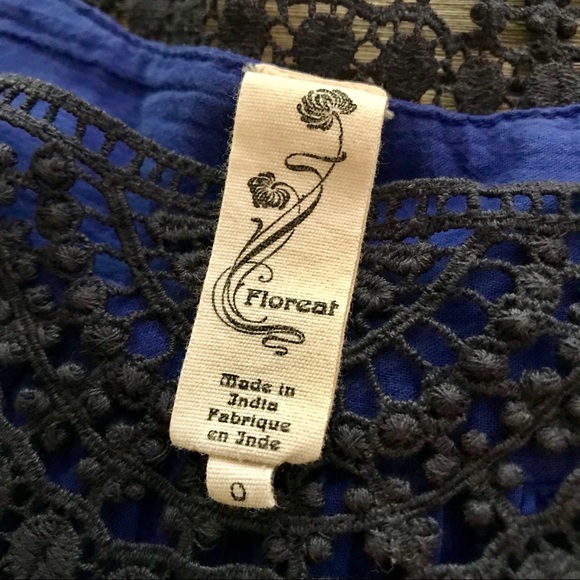 Floreat
Made in
India
Fabrique
en Inde
0